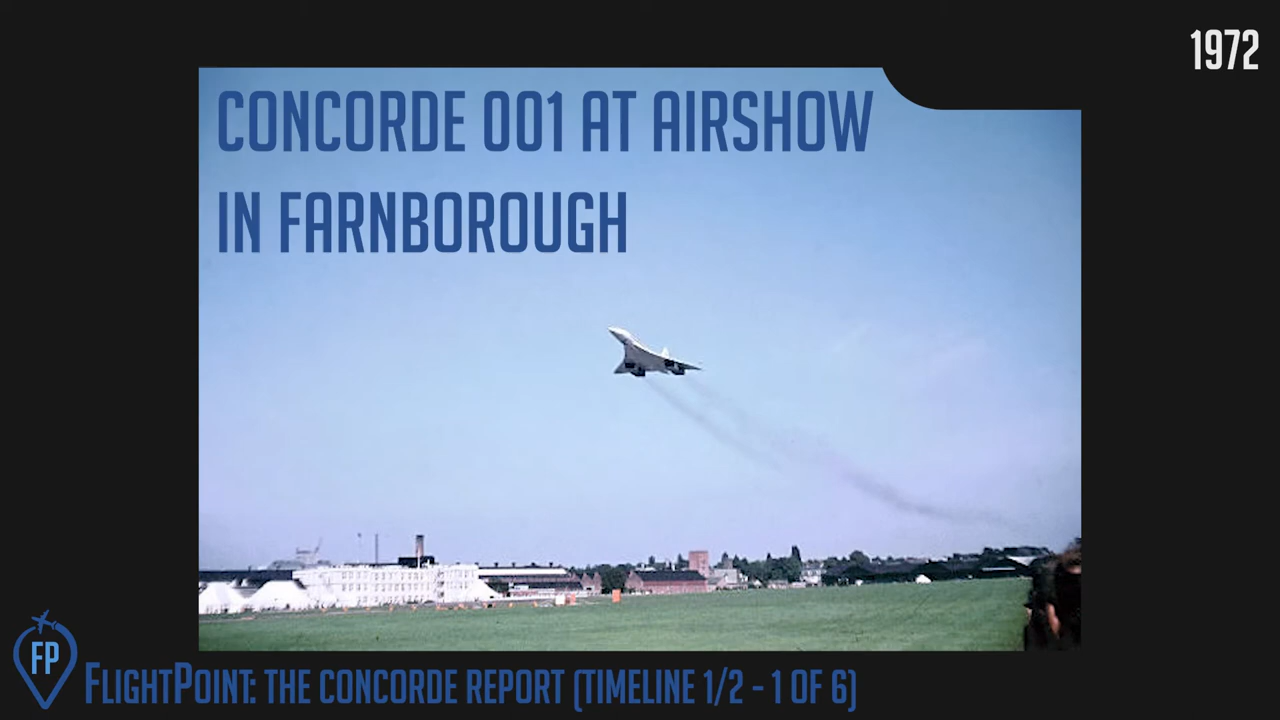 1972
CONCORDE 001 AT AIRSHOW
IN FARNBOROUGH
FP
FLIGHTPOINT: THE CONCORDE REPORT (TIMELINE 1/2 - 1 OF 6)